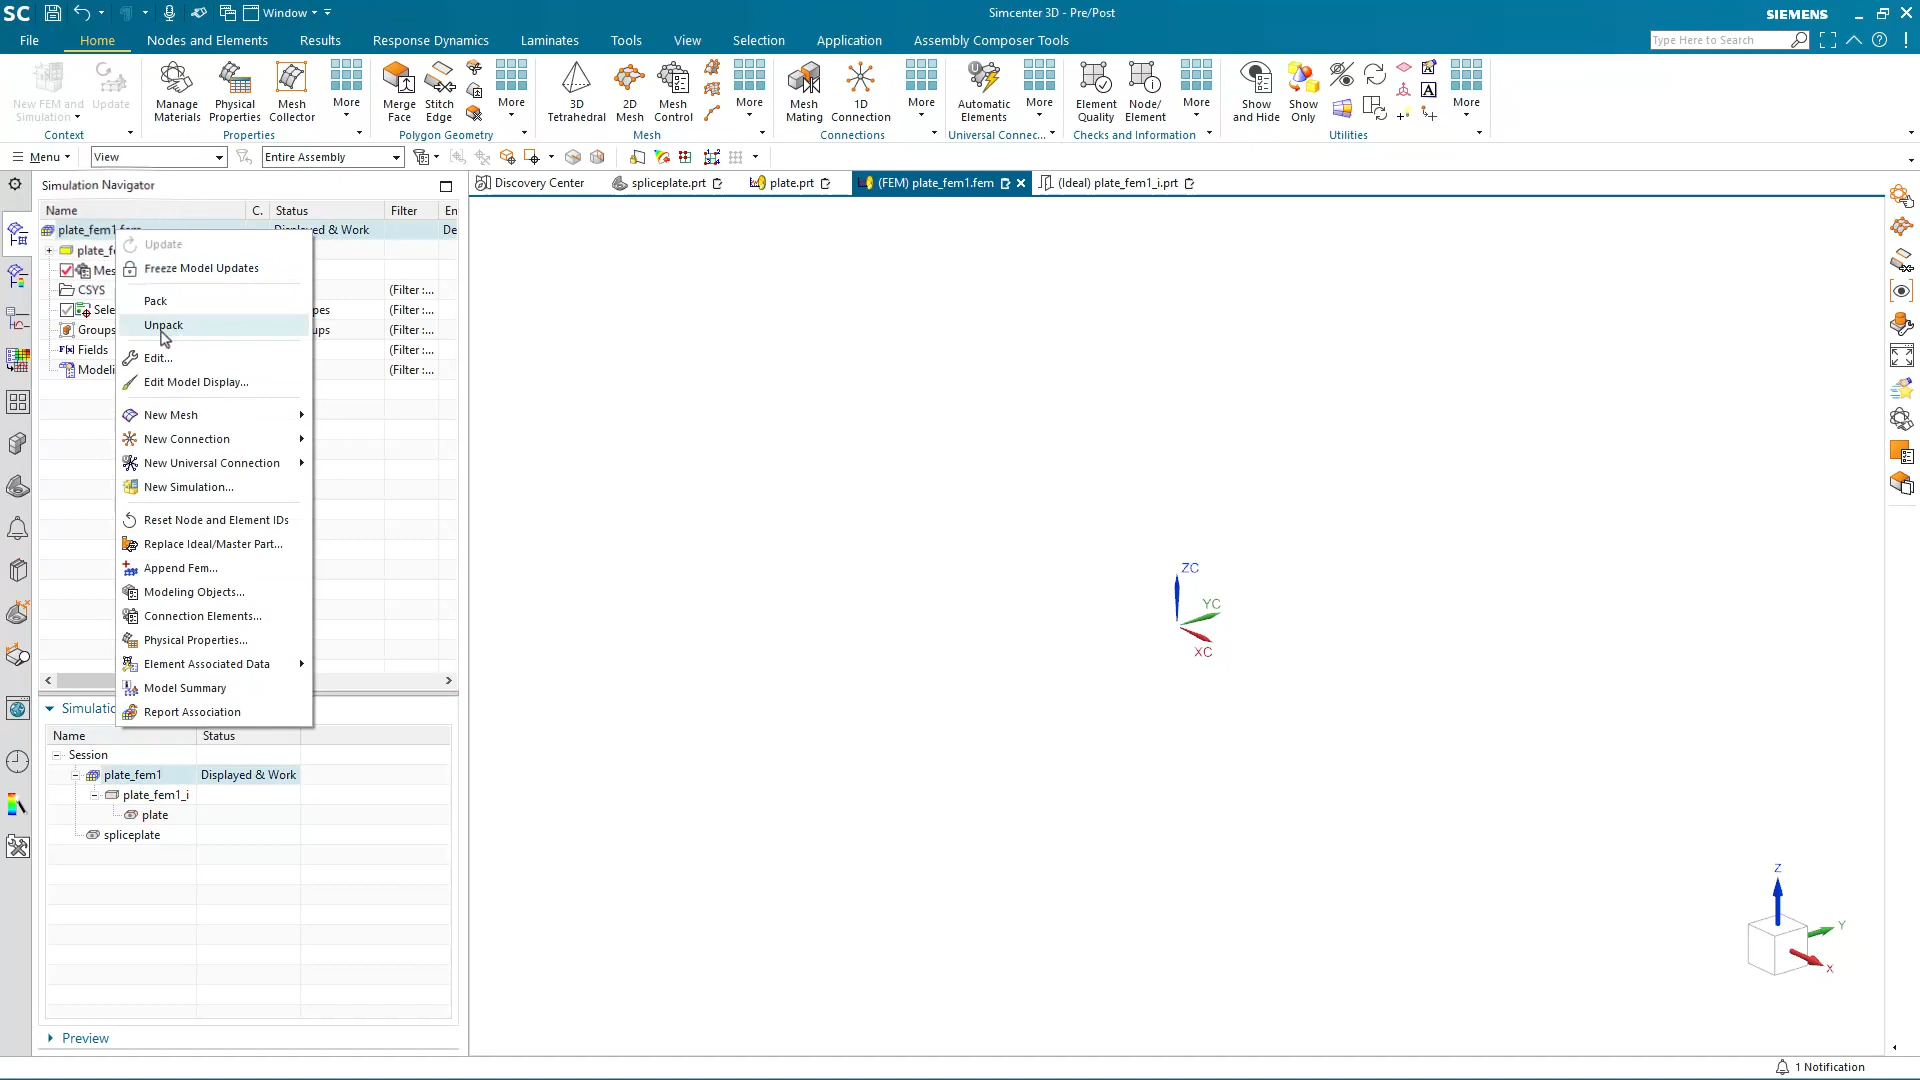 SC Window Simcenter 3D - Pre/Post SIEMENS
File Home Nodes and Elements Results Response Dynamics Laminates Tools View Selection Application Assembly Composer Tools Type Here to Search
New FEM and Simulation Update Manage Materials Physical Properties Mesh Collector More Merge Face Stitch Edge More 3D Tetrahedral 2D Mesh Mesh Control More Mesh Mating 1D Connection More Automatic Elements More Element Quality Node/ Element More Show and Hide Show Only More
Context Properties Polygon Geometry Mesh Connections Universal Connec... Checks and Information Utilities
Menu View Entire Assembly
Simulation Navigator Discovery Center spliceplate.prt plate.prt (FEM) plate_fem1.fem (Ideal) plate_fem1_i.prt
Name C. Status Filter En
Displayed & Work De
Update
Freeze Model Updates
CSYS (Filter :...
Pack
(Filter :...
Unpack
Groups (Filter :...
Fields (Filter :...
Edit...
(Filter :...
Edit Model Display...
New Mesh
New Connection
New Universal Connection
New Simulation...
Reset Node and Element IDs
Replace Ideal/Master Part...
Append Fem...
Modeling Objects...
Connection Elements...
Physical Properties...
Element Associated Data
Model Summary
Report Association
Name Status
Session
plate_fem1 Displayed & Work
plate_fem1_i
plate
spliceplate
Preview
ZC
YC
XC
Z
Y
X
1 Notification